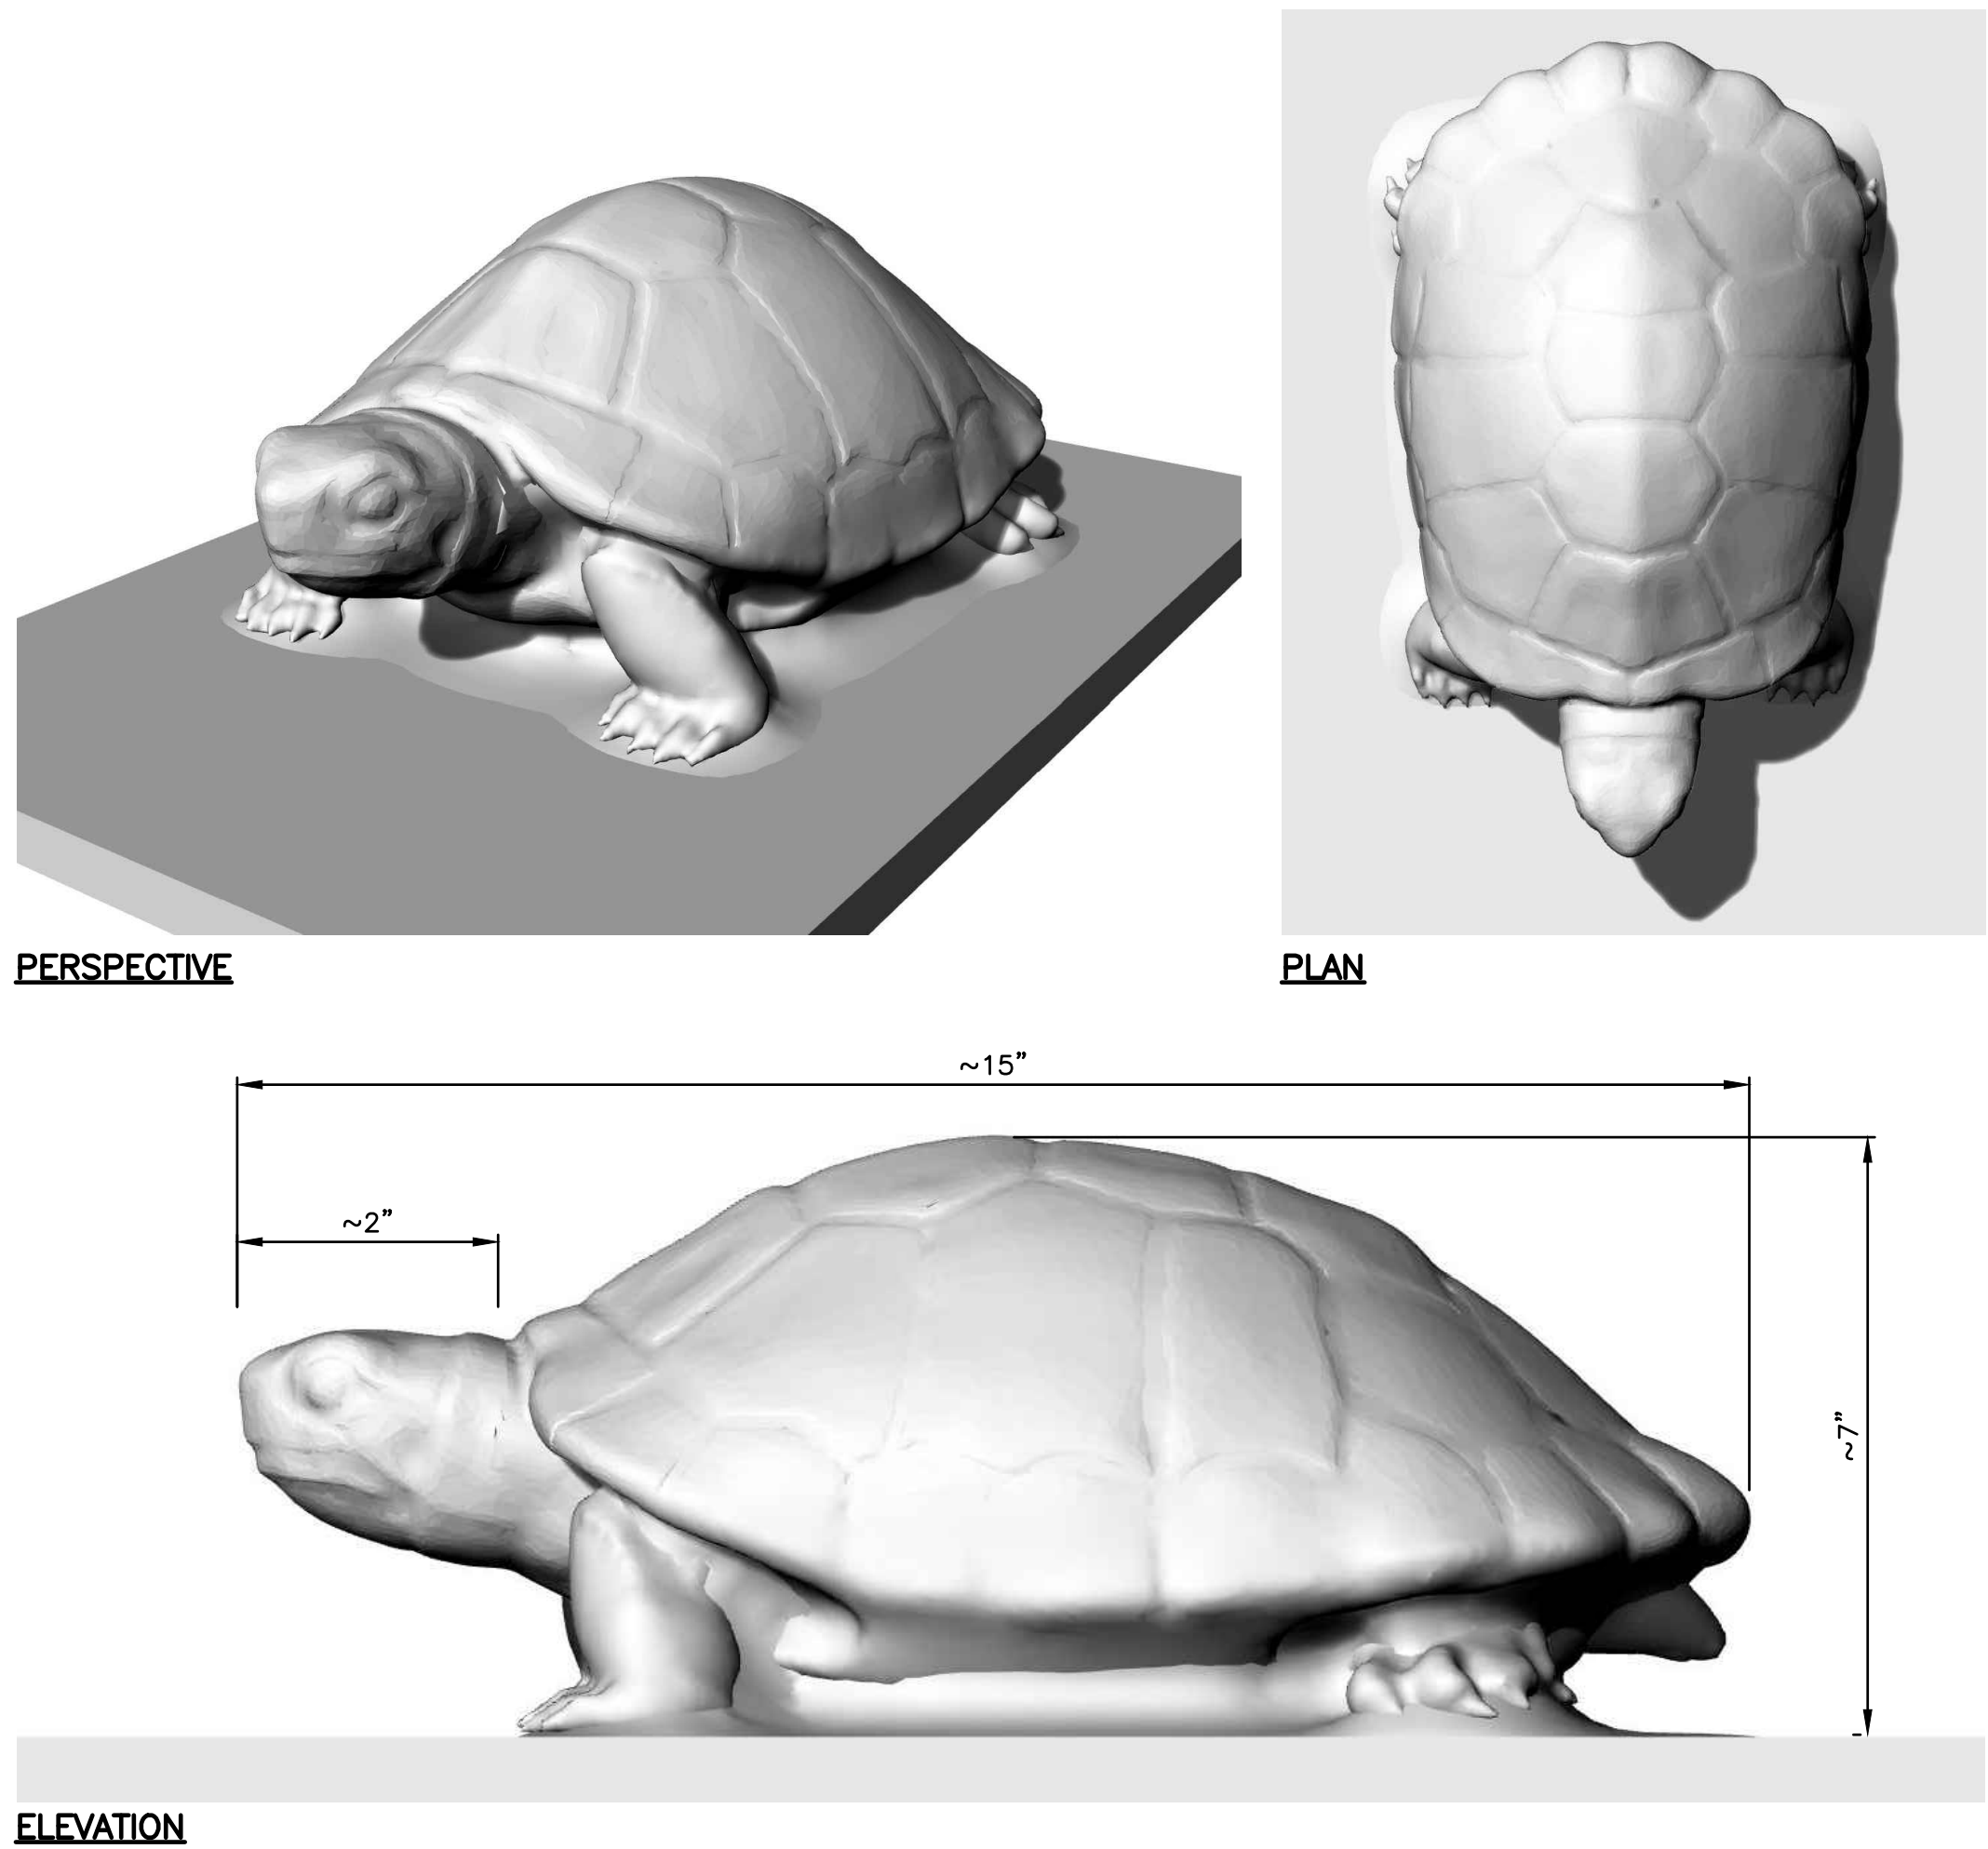 PERSPECTIVE
PLAN
~15”
~2”
~7”
ELEVATION